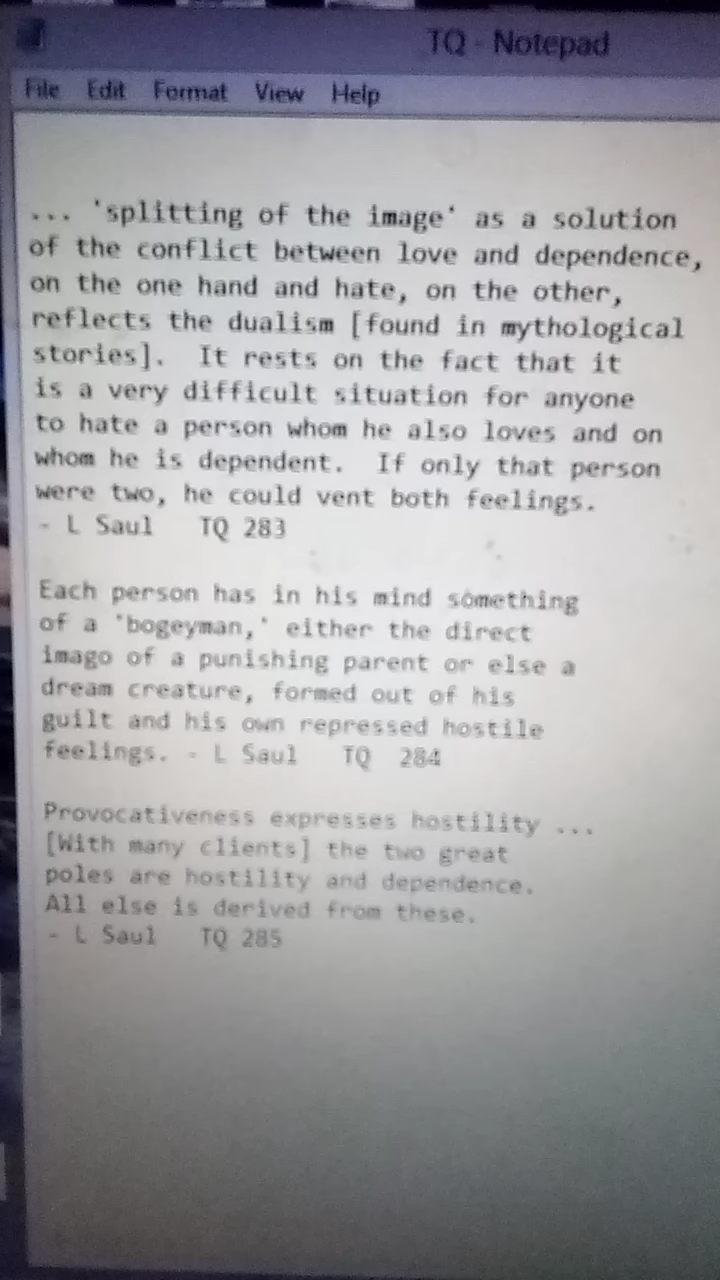 TQ - Notepad
File Edit Format View Help
... 'splitting of the image' as a solution
of the conflict between love and dependence,
on the one hand and hate, on the other,
reflects the dualism [found in mythological
stories].  It rests on the fact that it
is a very difficult situation for anyone
to hate a person whom he also loves and on
whom he is dependent.  If only that person
were two, he could vent both feelings.
- L Saul   TQ 283
Each person has in his mind something
of a 'bogeyman,' either the direct
imago of a punishing parent or else a
dream creature, formed out of his
guilt and his own repressed hostile
feelings. - L Saul   TQ  284
Provocativeness expresses hostility ...
[With many clients] the two great
poles are hostility and dependence.
All else is derived from these.
- L Saul   TQ 285